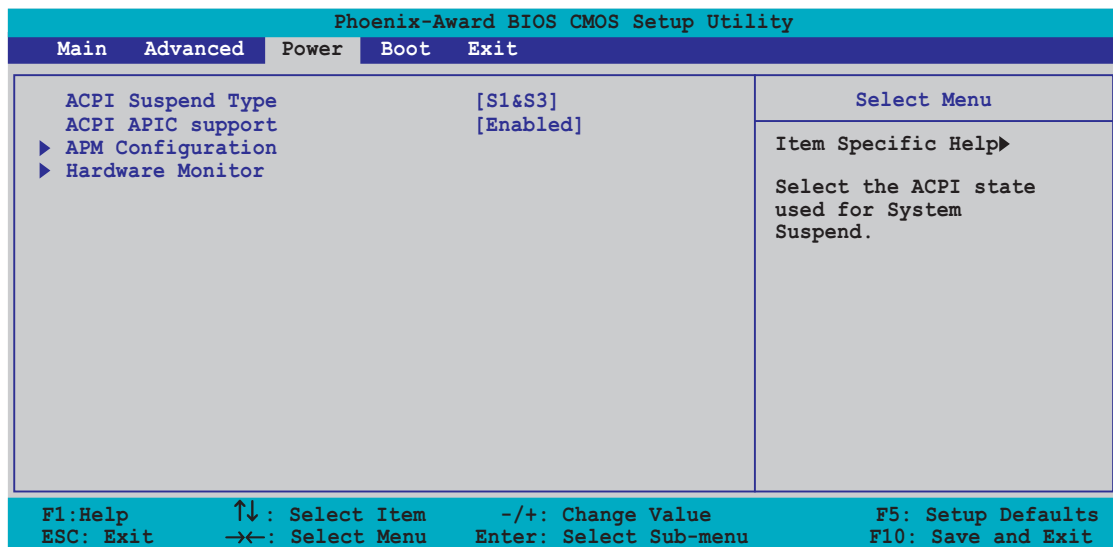 Phoenix-Award BIOS CMOS Setup Utility
Main Advanced Power Boot Exit
ACPI Suspend Type [S1&S3]
ACPI APIC support [Enabled]
▶ APM Configuration
▶ Hardware Monitor
Select Menu
Item Specific Help▶
Select the ACPI state
used for System
Suspend.
F1:Help ↑↓: Select Item -/+: Change Value F5: Setup Defaults
ESC: Exit →←: Select Menu Enter: Select Sub-menu F10: Save and Exit